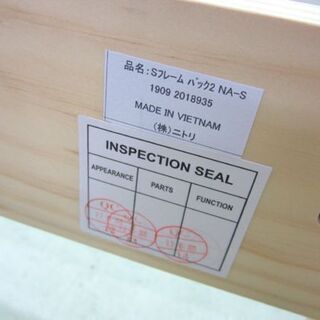 品名:Sフレーム パック2 NA-S
1909 2018935
MADE IN VIETNAM
(株)ニトリ
INSPECTION SEAL
APPEARANCE PARTS FUNCTION